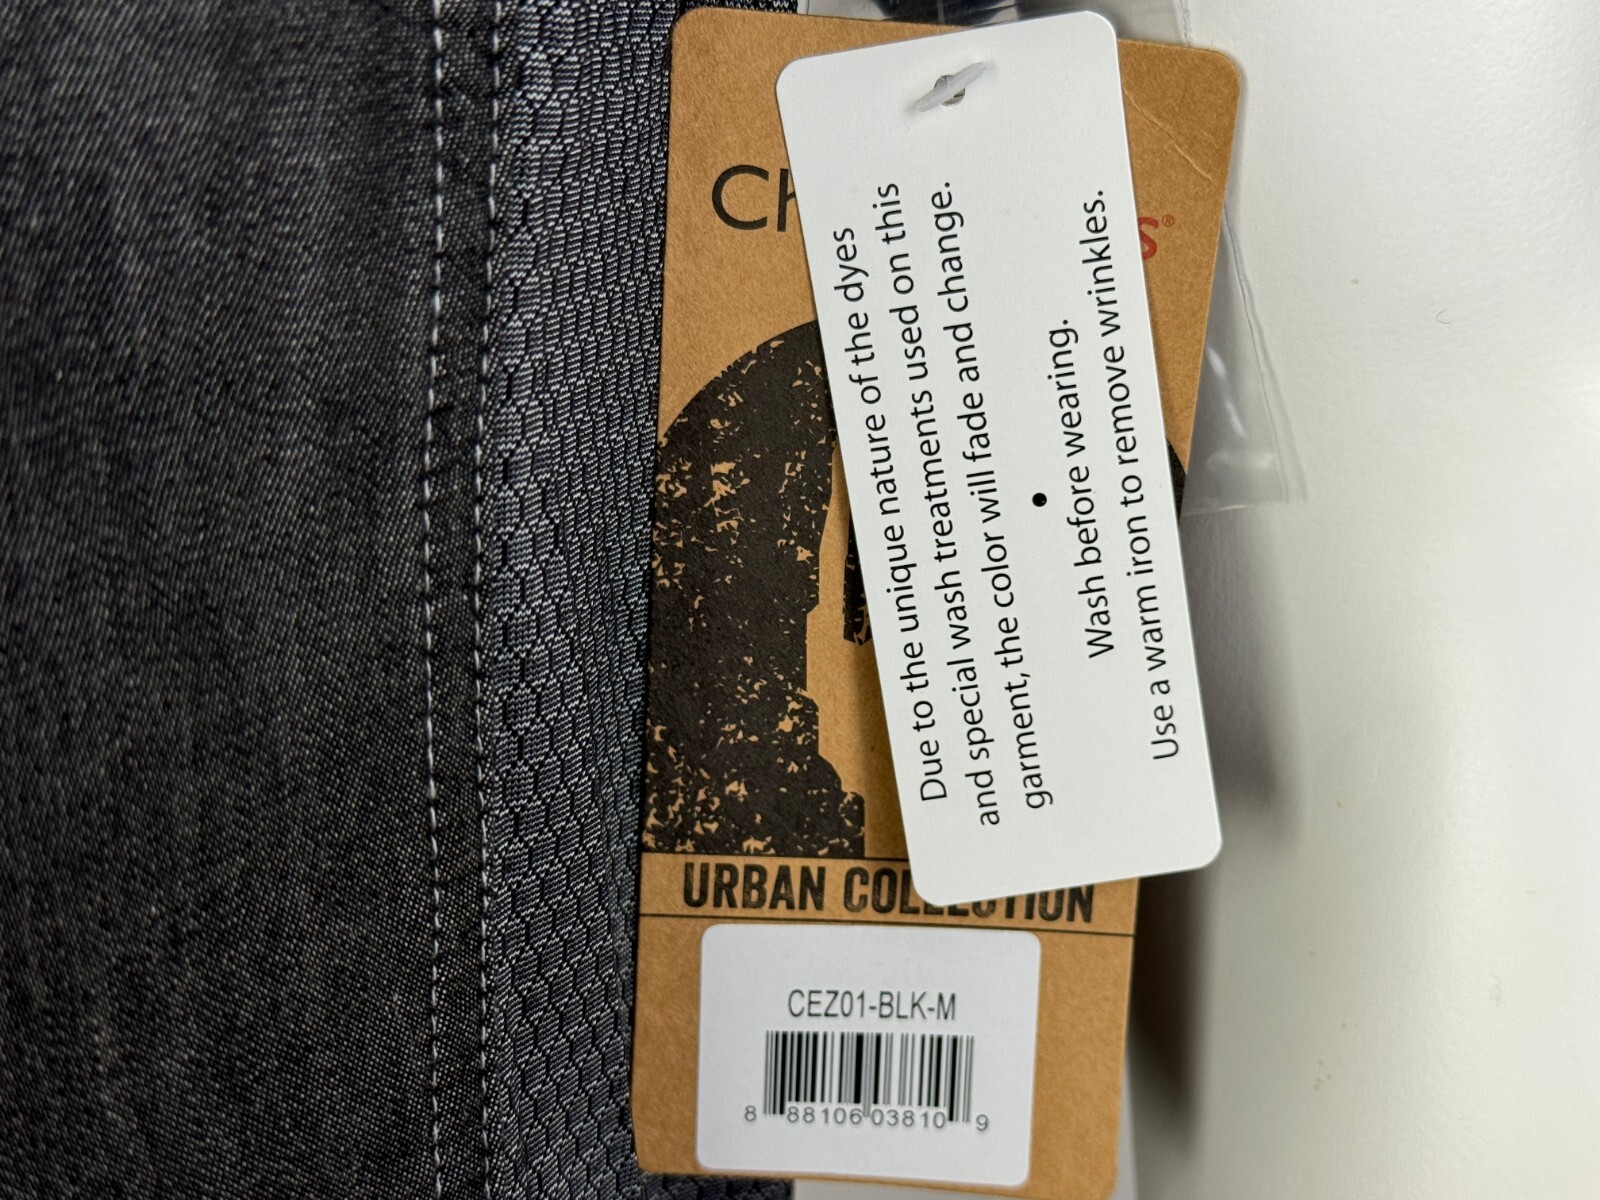 Due to the unique nature of the dyes
and special wash treatments used on this
garment, the color will fade and change.
•
Wash before wearing.
Use a warm iron to remove wrinkles.
URBAN COLLECTION
CEZ01-BLK-M
8 88106 03810 9